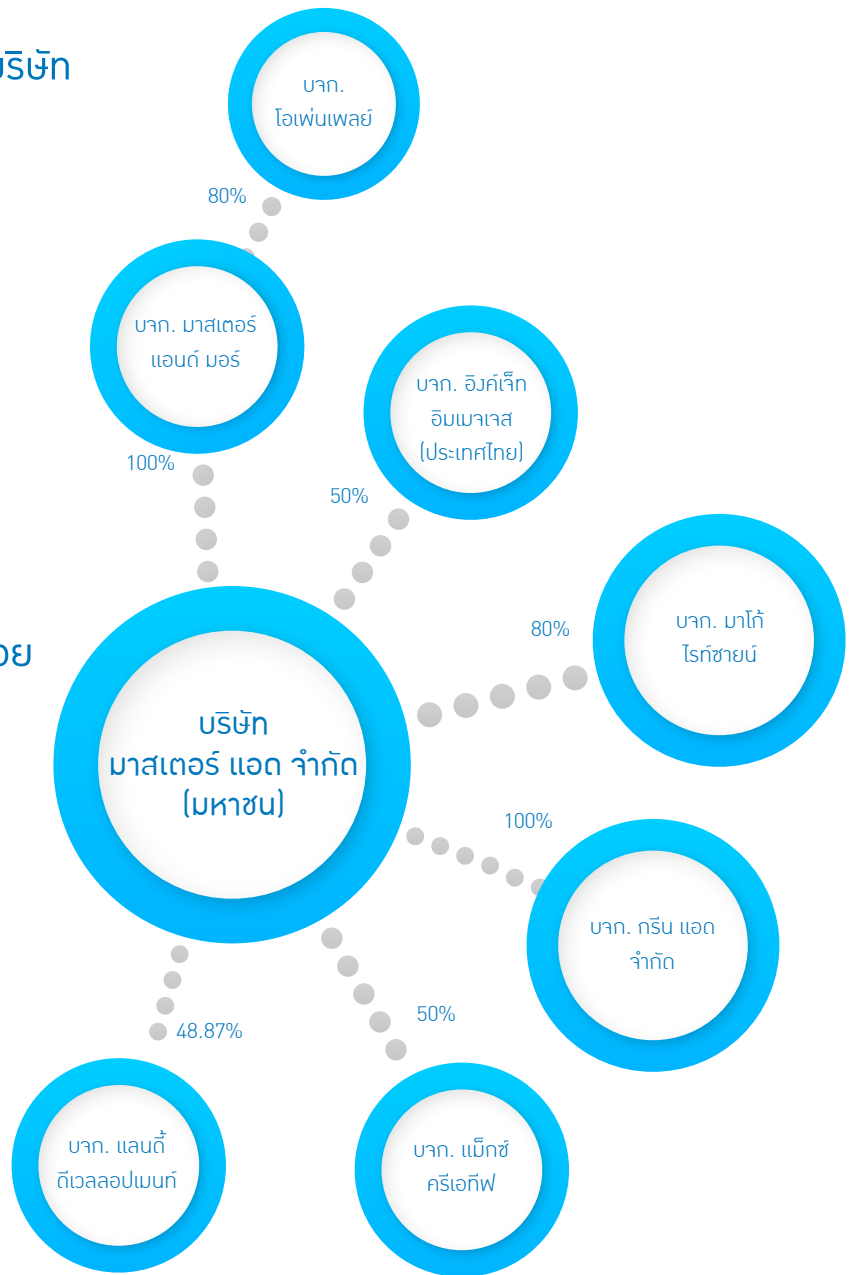 บจก.
โอเพ่นเพลย์
80%
บจก. มาสเตอร์
แอนด์ มอร์
100%
บจก. อิงค์เจ็ท
อิมเมจเจส
(ประเทศไทย)
50%
บจก. มาโก้
ไรท์ซายน์
80%
บริษัท
มาสเตอร์ แอด จำกัด
(มหาชน)
100%
บจก. กรีน แอด
จำกัด
50%
48.87%
บจก. แลนดี้
ดีเวลลอปเมนท์
บจก. แม็กซ์
ครีเอทีฟ